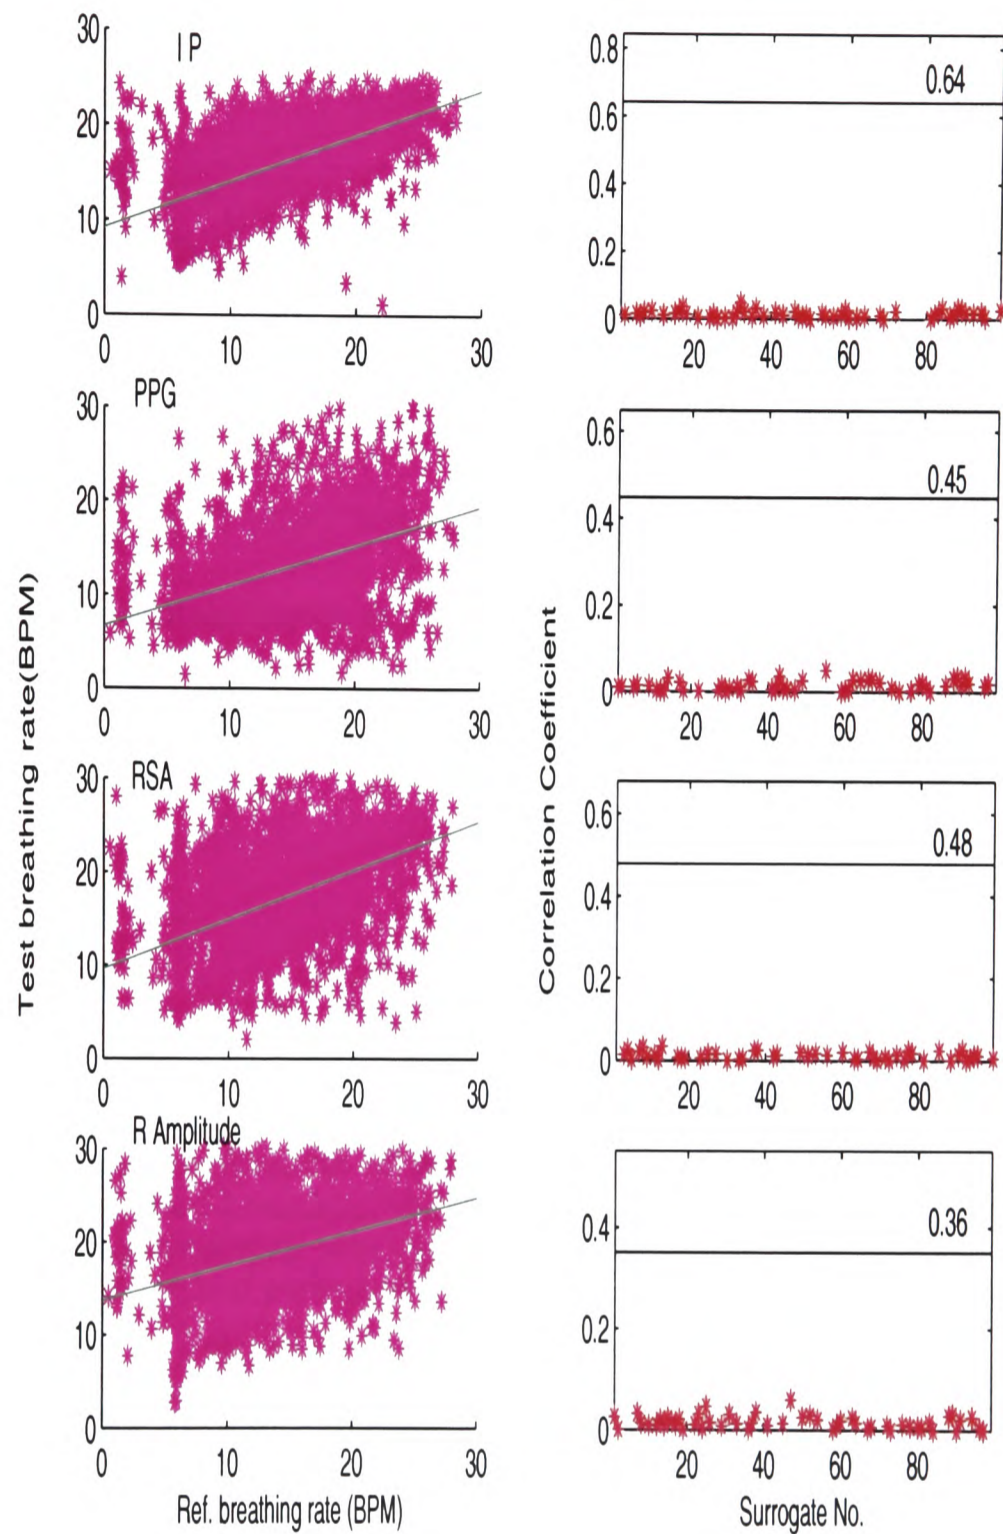 I P
30
20
10
0
0 10 20 30
0.8
0.6
0.4
0.2
0
0.64
20 40 60 80
PPG
30
20
10
0
0 10 20 30
0.6
0.4
0.2
0
0.45
20 40 60 80
Test breathing rate(BPM)
Correlation Coefficient
RSA
30
20
10
0
0 10 20 30
0.6
0.4
0.2
0
0.48
20 40 60 80
R Amplitude
30
20
10
0
0 10 20 30
0.4
0.2
0
0.36
20 40 60 80
Ref. breathing rate (BPM)
Surrogate No.